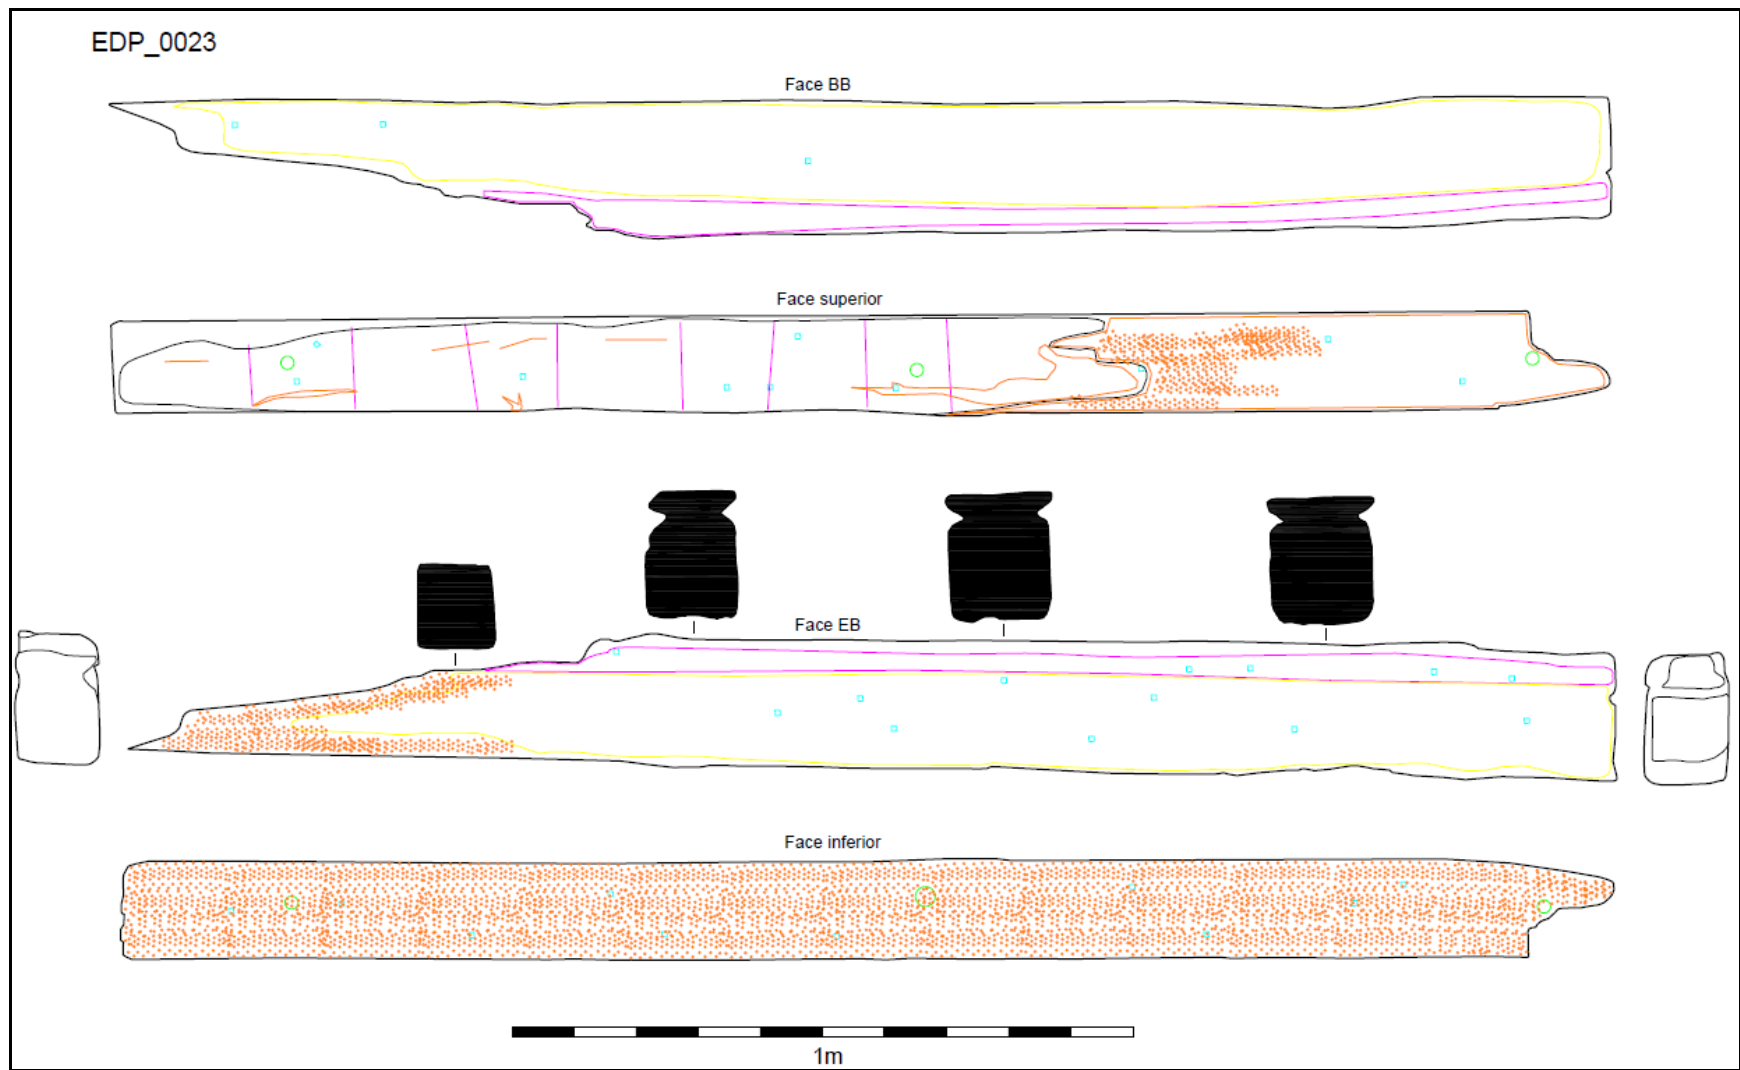 EDP_0023
Face BB
Face superior
Face EB
Face inferior
1m